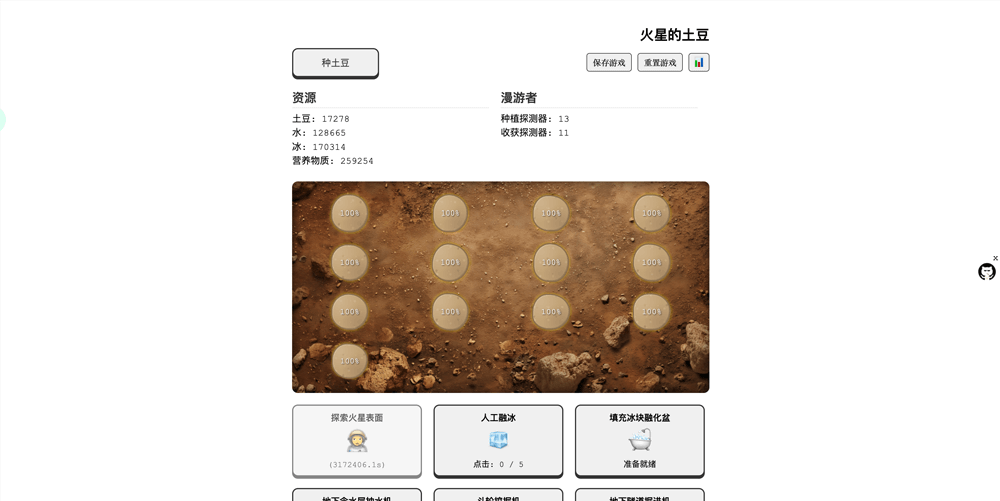 火星的土豆
种土豆
保存游戏 重置游戏
资源 漫游者
土豆: 17278 种植探测器: 13
水: 128665 收获探测器: 11
冰: 170314
营养物质: 259254
100% 100% 100% 100%
100% 100% 100% 100%
100% 100% 100% 100%
100%
探索火星表面 人工融冰 填充冰块融化盆
(3172406.1s) 点击: 0 / 5 准备就绪
x